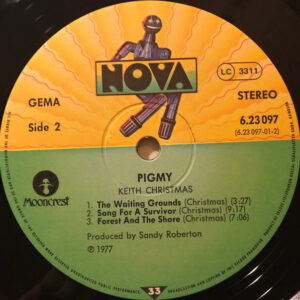 NOVA
LC 3311
GEMA
STEREO
Side 2
6.23 097
(6.23 097-01-2)
PIGMY
KEITH CHRISTMAS
1. The Waiting Grounds (Christmas) (3:27)
2. Song For A Survivor (Christmas) (9:17)
3. Forest And The Shore (Christmas) (7:06)
Mooncrest
Produced by Sandy Roberton
℗ 1977
33